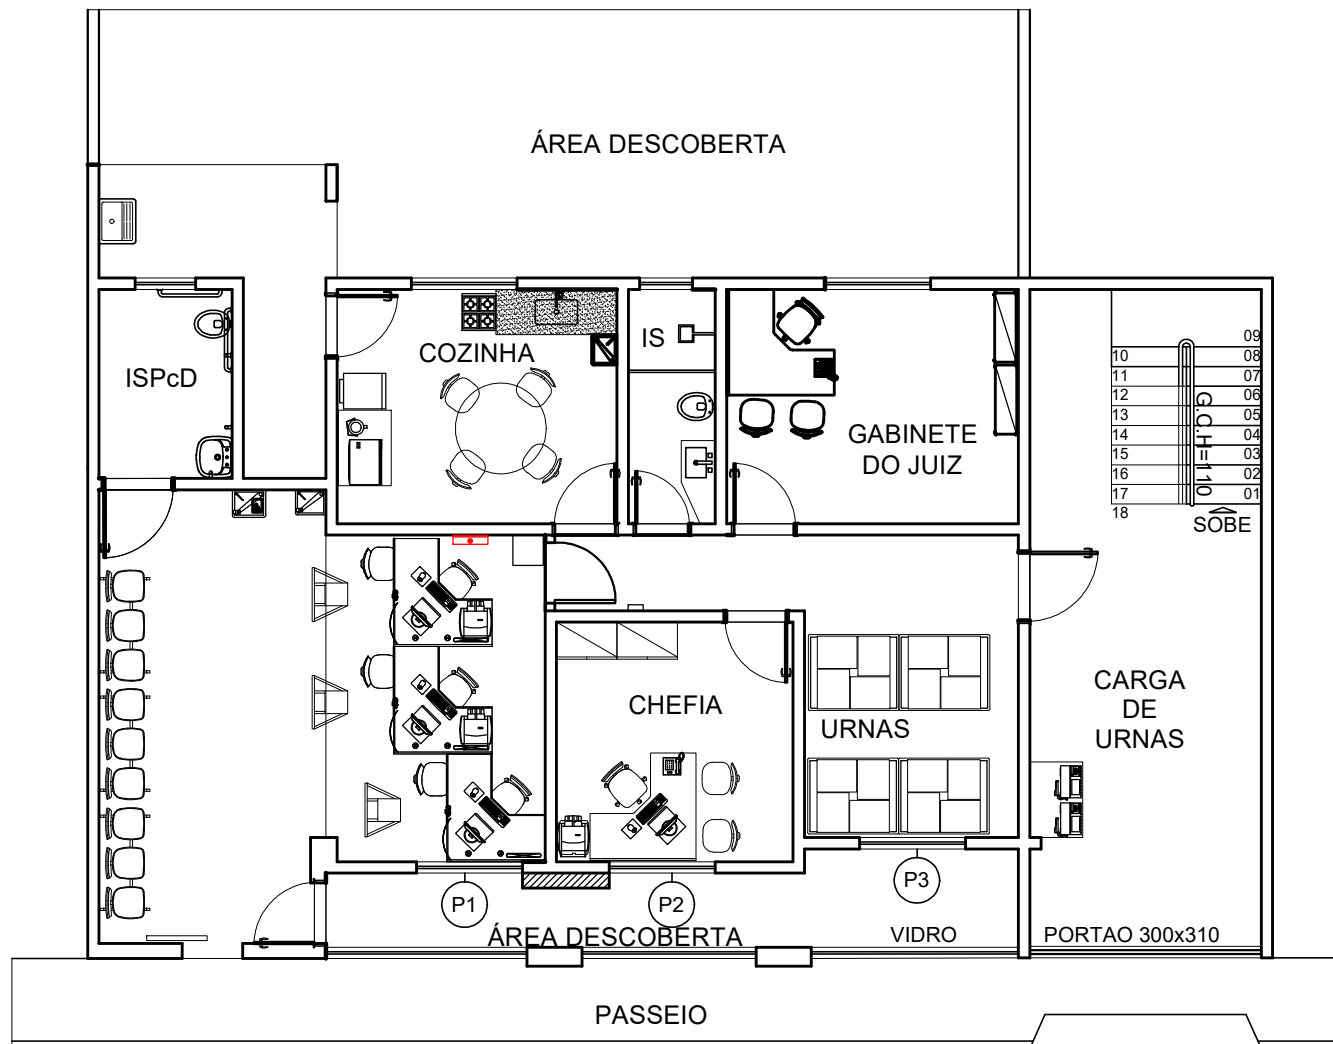 ÁREA DESCOBERTA
ISPcD
COZINHA
IS
GABINETE
DO JUIZ
09
10
08
11
07
12
06
13
05
14
04
15
03
16
02
17
01
18
G.C.H=110
SOBE
CHEFIA
URNAS
CARGA
DE
URNAS
P1
P2
P3
ÁREA DESCOBERTA
VIDRO
PORTAO 300x310
PASSEIO